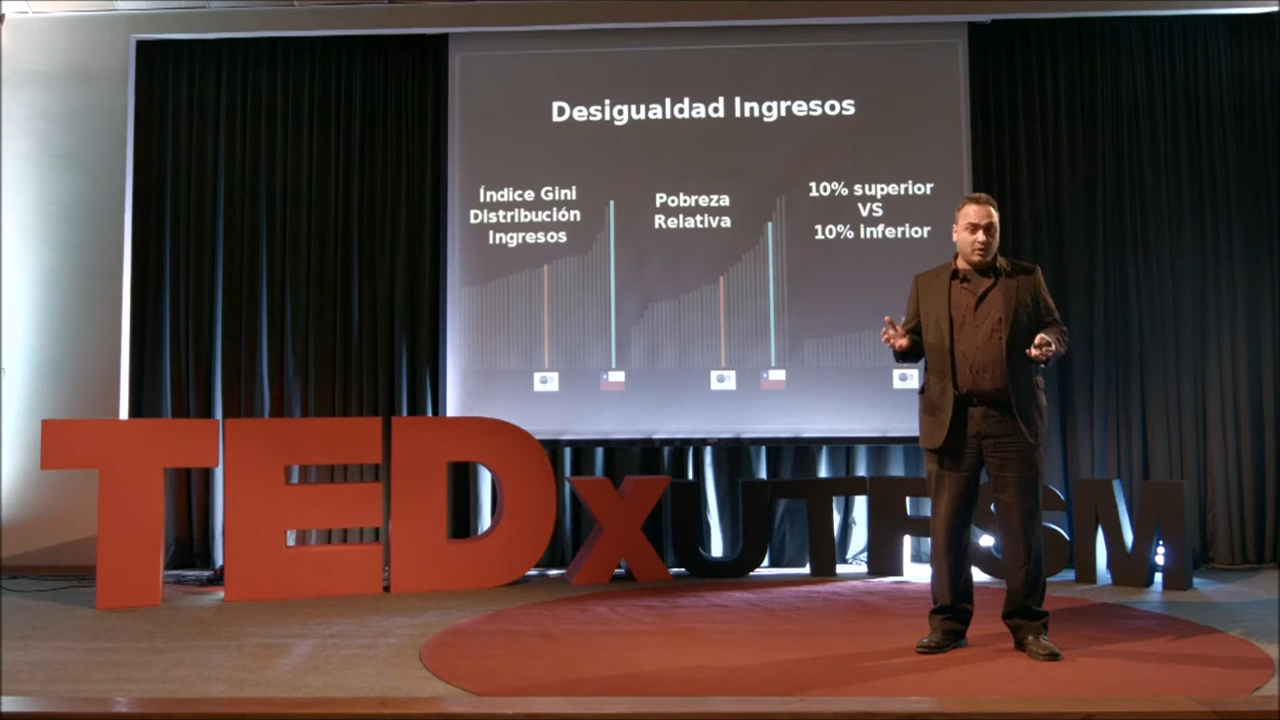 Desigualdad Ingresos
Índice Gini
Distribución
Ingresos
Pobreza
Relativa
10% superior
VS
10% inferior
TEDxUTFSM